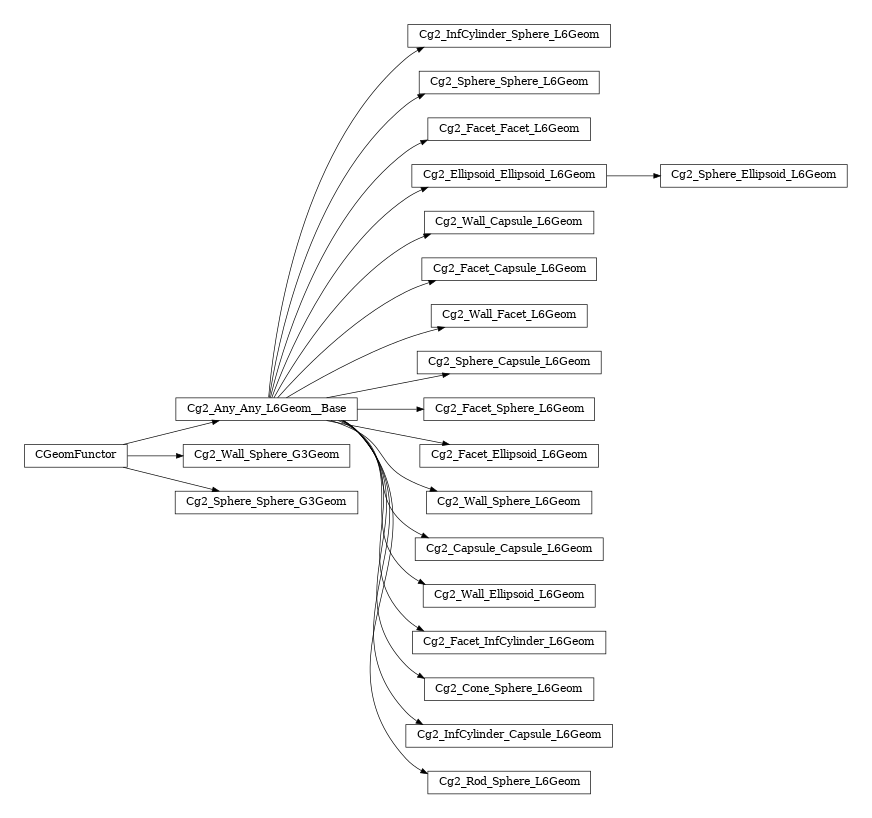 Cg2_InfCylinder_Sphere_L6Geom
Cg2_Sphere_Sphere_L6Geom
Cg2_Facet_Facet_L6Geom
Cg2_Ellipsoid_Ellipsoid_L6Geom
Cg2_Sphere_Ellipsoid_L6Geom
Cg2_Wall_Capsule_L6Geom
Cg2_Facet_Capsule_L6Geom
Cg2_Wall_Facet_L6Geom
Cg2_Sphere_Capsule_L6Geom
Cg2_Any_Any_L6Geom__Base
Cg2_Facet_Sphere_L6Geom
CGeomFunctor
Cg2_Wall_Sphere_G3Geom
Cg2_Facet_Ellipsoid_L6Geom
Cg2_Sphere_Sphere_G3Geom
Cg2_Wall_Sphere_L6Geom
Cg2_Capsule_Capsule_L6Geom
Cg2_Wall_Ellipsoid_L6Geom
Cg2_Facet_InfCylinder_L6Geom
Cg2_Cone_Sphere_L6Geom
Cg2_InfCylinder_Capsule_L6Geom
Cg2_Rod_Sphere_L6Geom